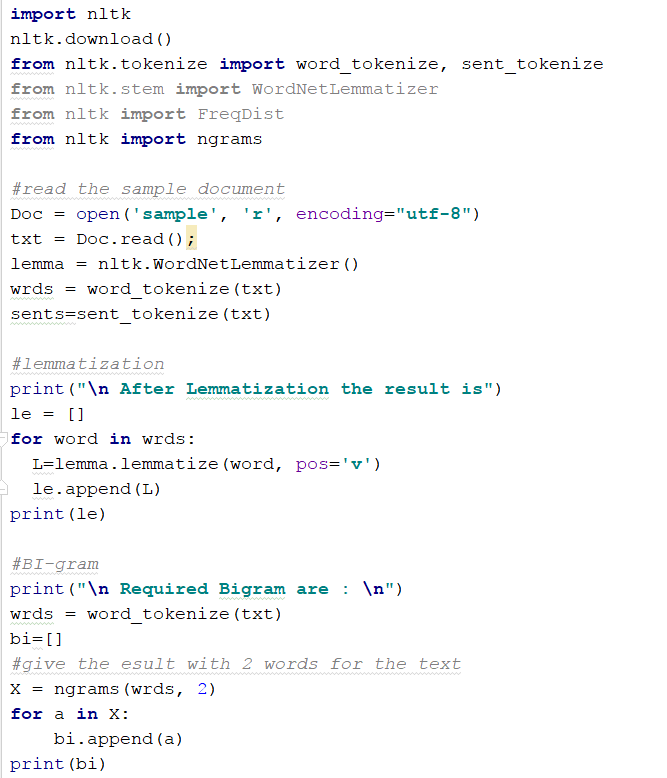 import nltk
nltk.download()
from nltk.tokenize import word_tokenize, sent_tokenize
from nltk.stem import WordNetLemmatizer
from nltk import FreqDist
from nltk import ngrams

#read the sample document
Doc = open('sample', 'r', encoding="utf-8")
txt = Doc.read();
lemma = nltk.WordNetLemmatizer()
wrds = word_tokenize(txt)
sents=sent_tokenize(txt)

#lemmatization
print("\n After Lemmatization the result is")
le = []
for word in wrds:
  L=lemma.lemmatize(word, pos='v')
  le.append(L)
print(le)

#BI-gram
print("\n Required Bigram are : \n")
wrds = word_tokenize(txt)
bi=[]
#give the esult with 2 words for the text
X = ngrams(wrds, 2)
for a in X:
    bi.append(a)
print(bi)